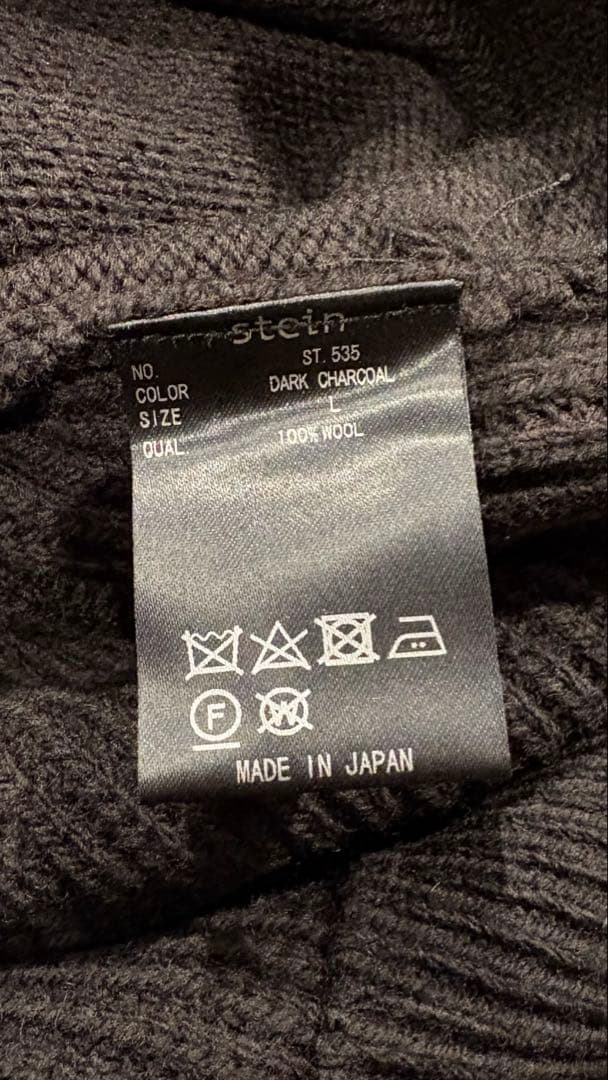 stein
NO. ST.535
COLOR DARK CHARCOAL
SIZE L
QUAL 100% WOOL
F W
MADE IN JAPAN